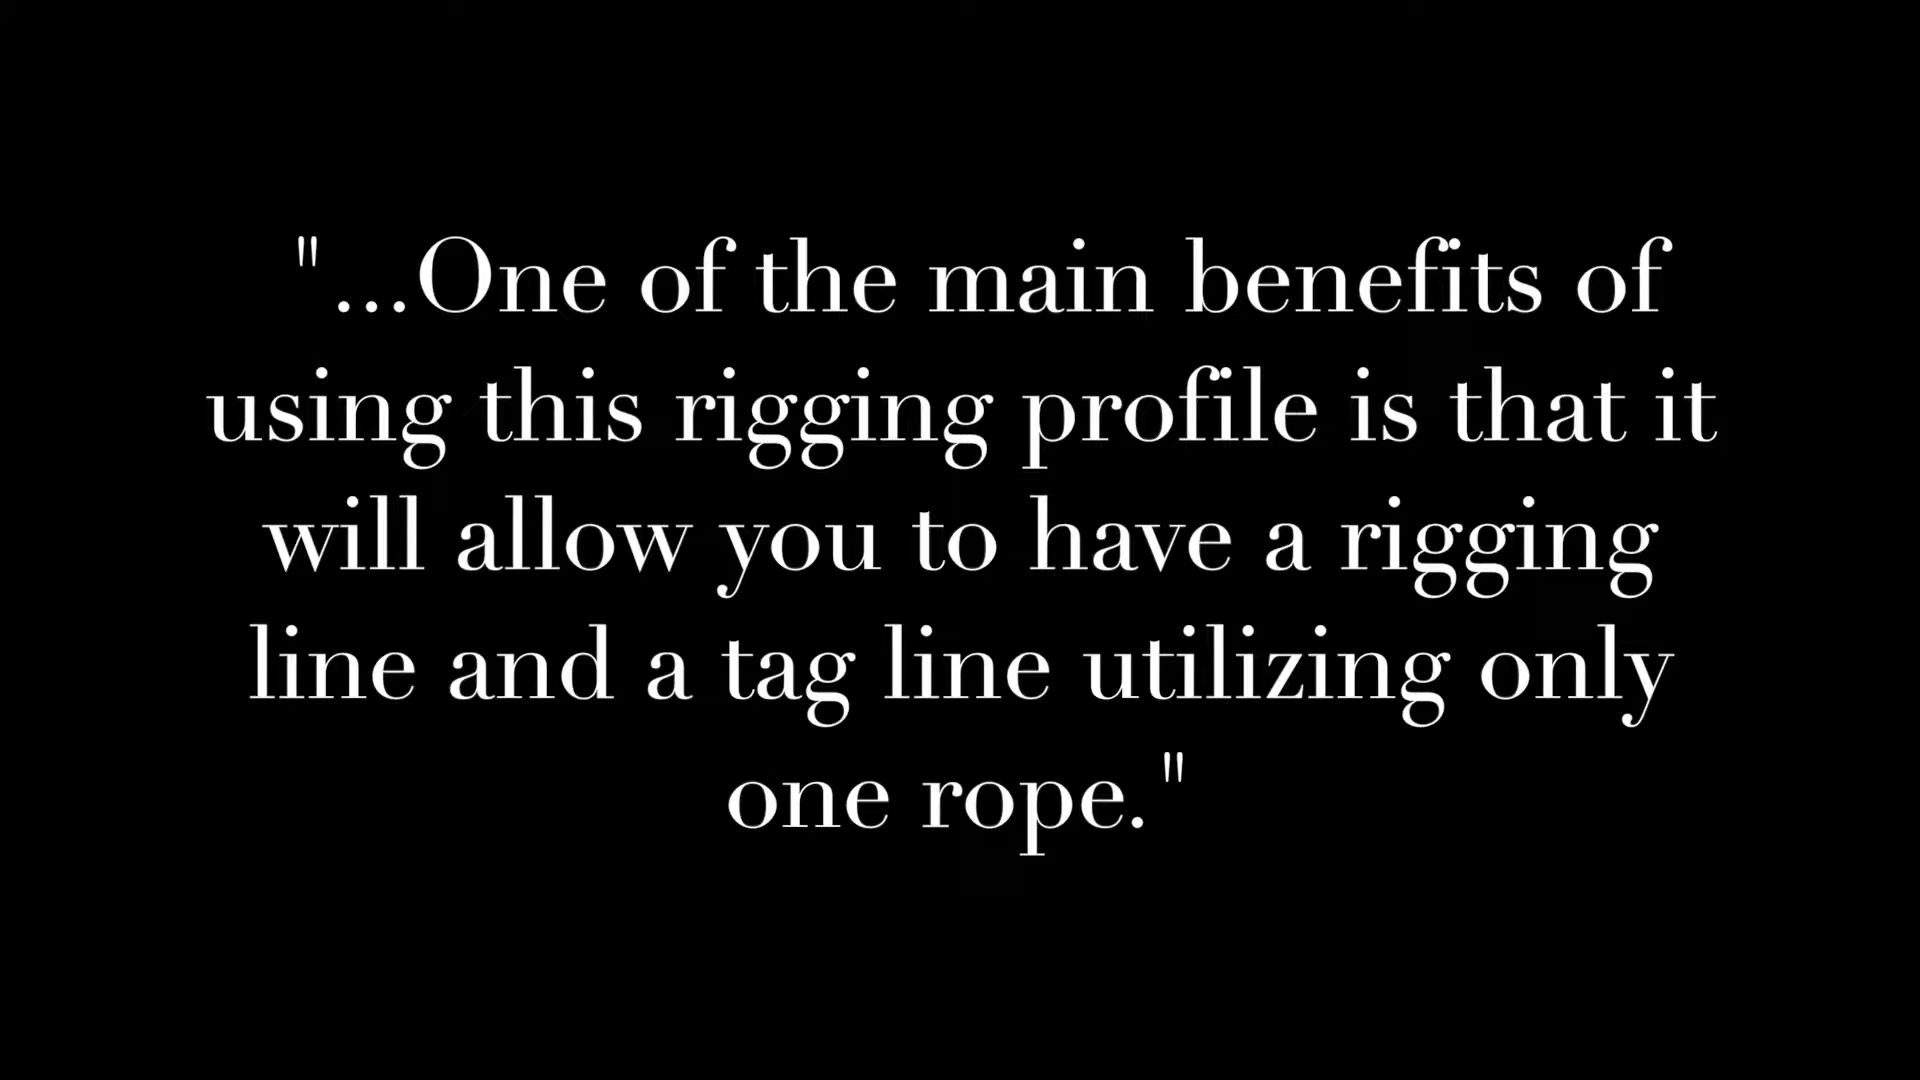 "...One of the main benefits of
using this rigging profile is that it
will allow you to have a rigging
line and a tag line utilizing only
one rope."